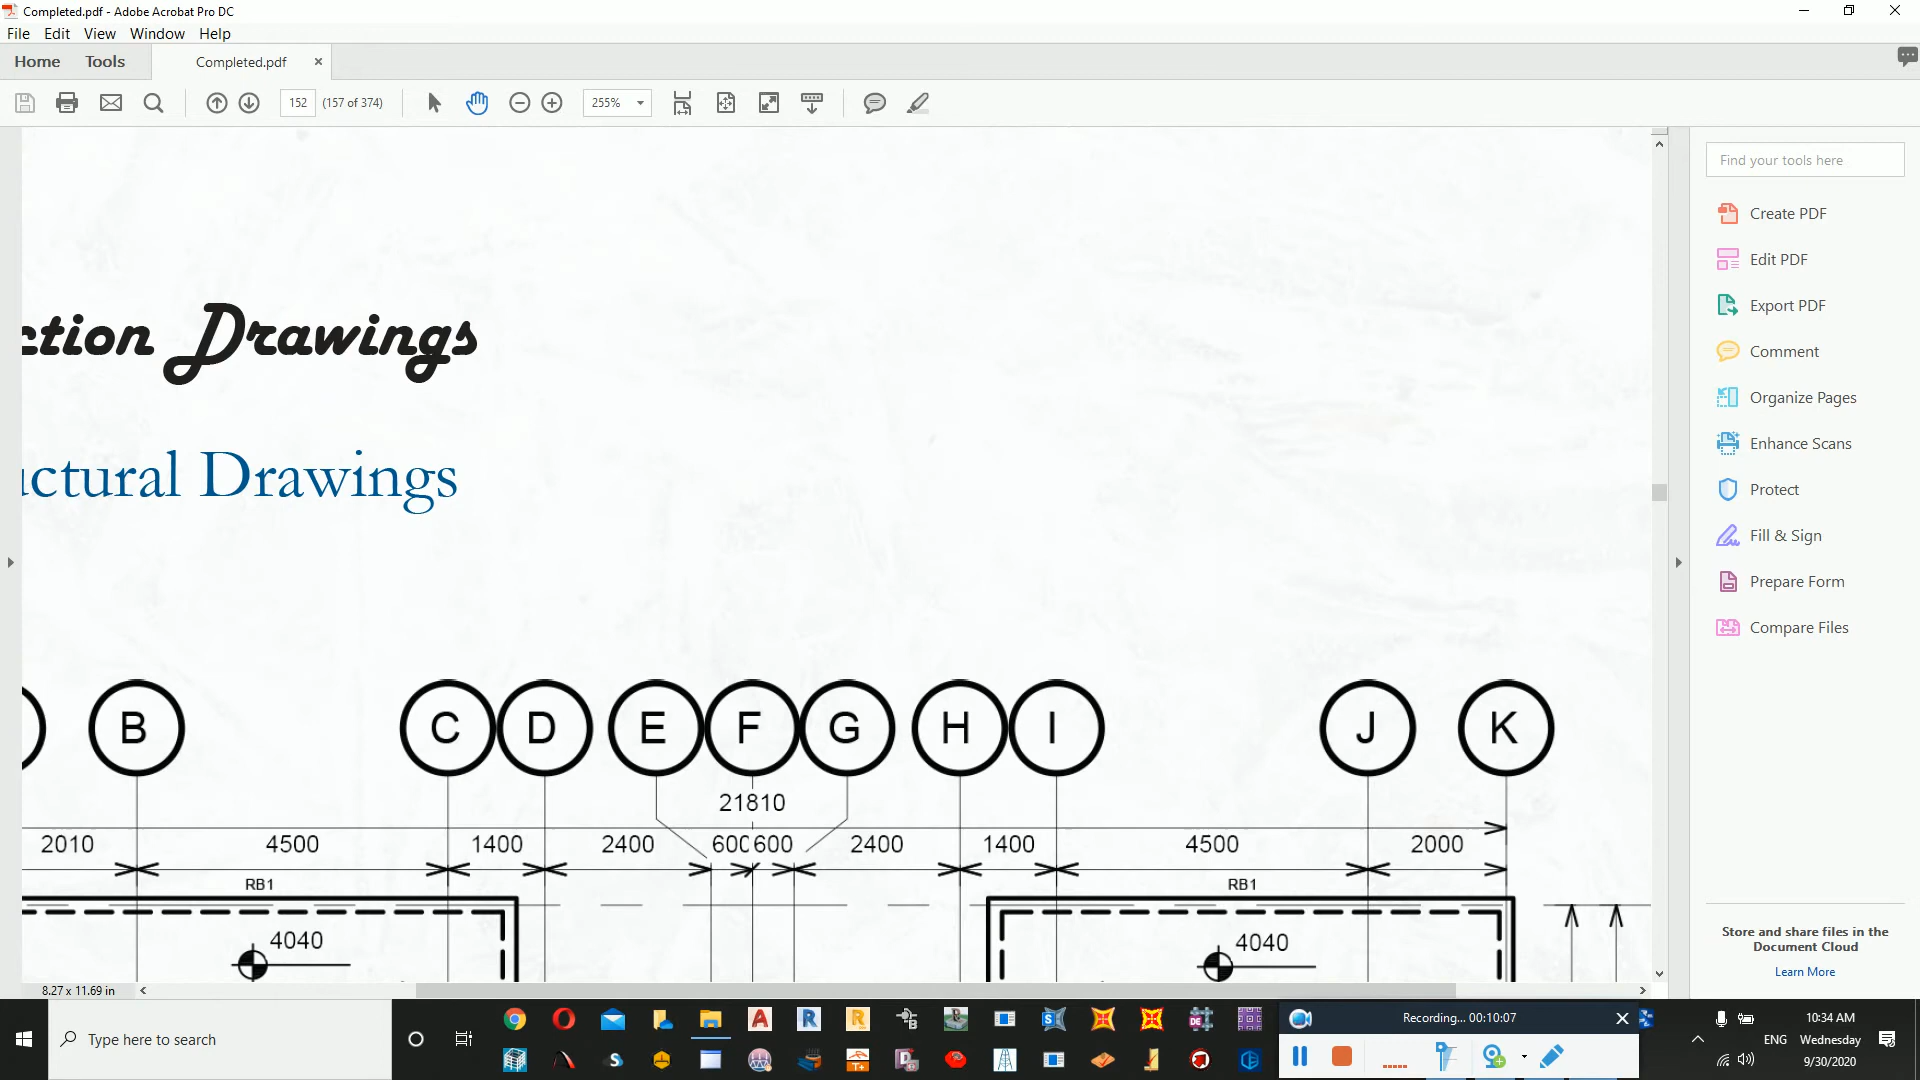 Completed.pdf - Adobe Acrobat Pro DC
File Edit View Window Help
Home Tools Completed.pdf
152 (157 of 374) 255%
Find your tools here
Create PDF
Edit PDF
Export PDF
Comment
Organize Pages
Enhance Scans
Protect
Fill & Sign
Prepare Form
Compare Files
Store and share files in the
Document Cloud
Learn More
ction Drawings
uctural Drawings
B C D E F G H I J K
21810
2010 4500 1400 2400 600 600 2400 1400 4500 2000
RB1 RB1
4040 4040
8.27 x 11.69 in
Type here to search
Recording... 00:10:07
ENG
10:34 AM
Wednesday
9/30/2020